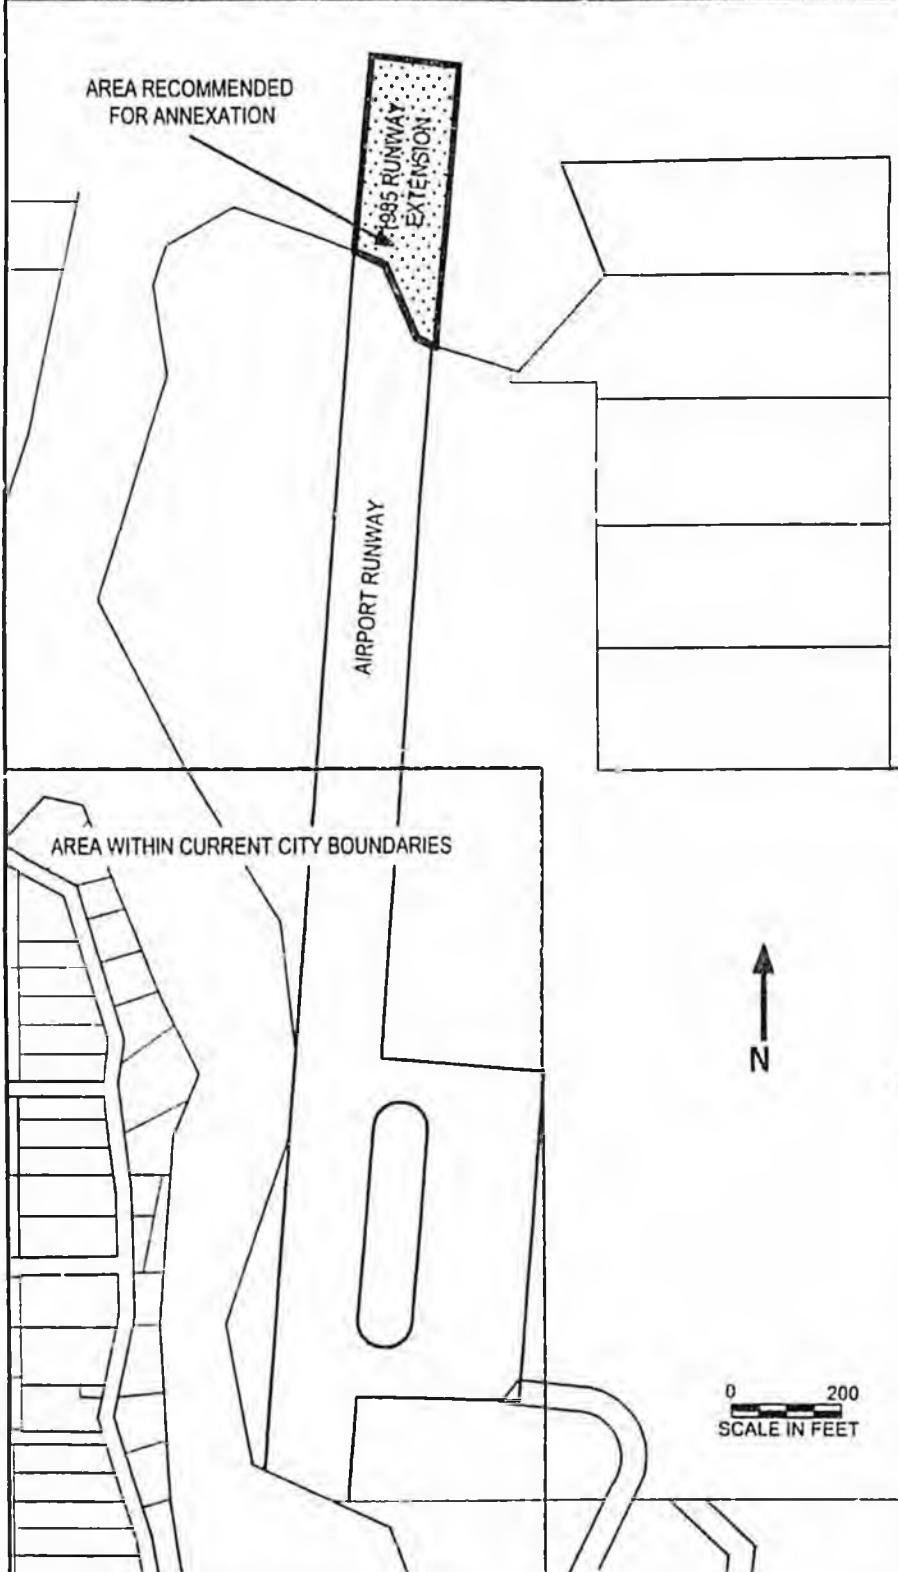 AREA RECOMMENDED
FOR ANNEXATION
1985 RUNWAY
EXTENSION
AIRPORT RUNWAY
AREA WITHIN CURRENT CITY BOUNDARIES
N
0 200
SCALE IN FEET